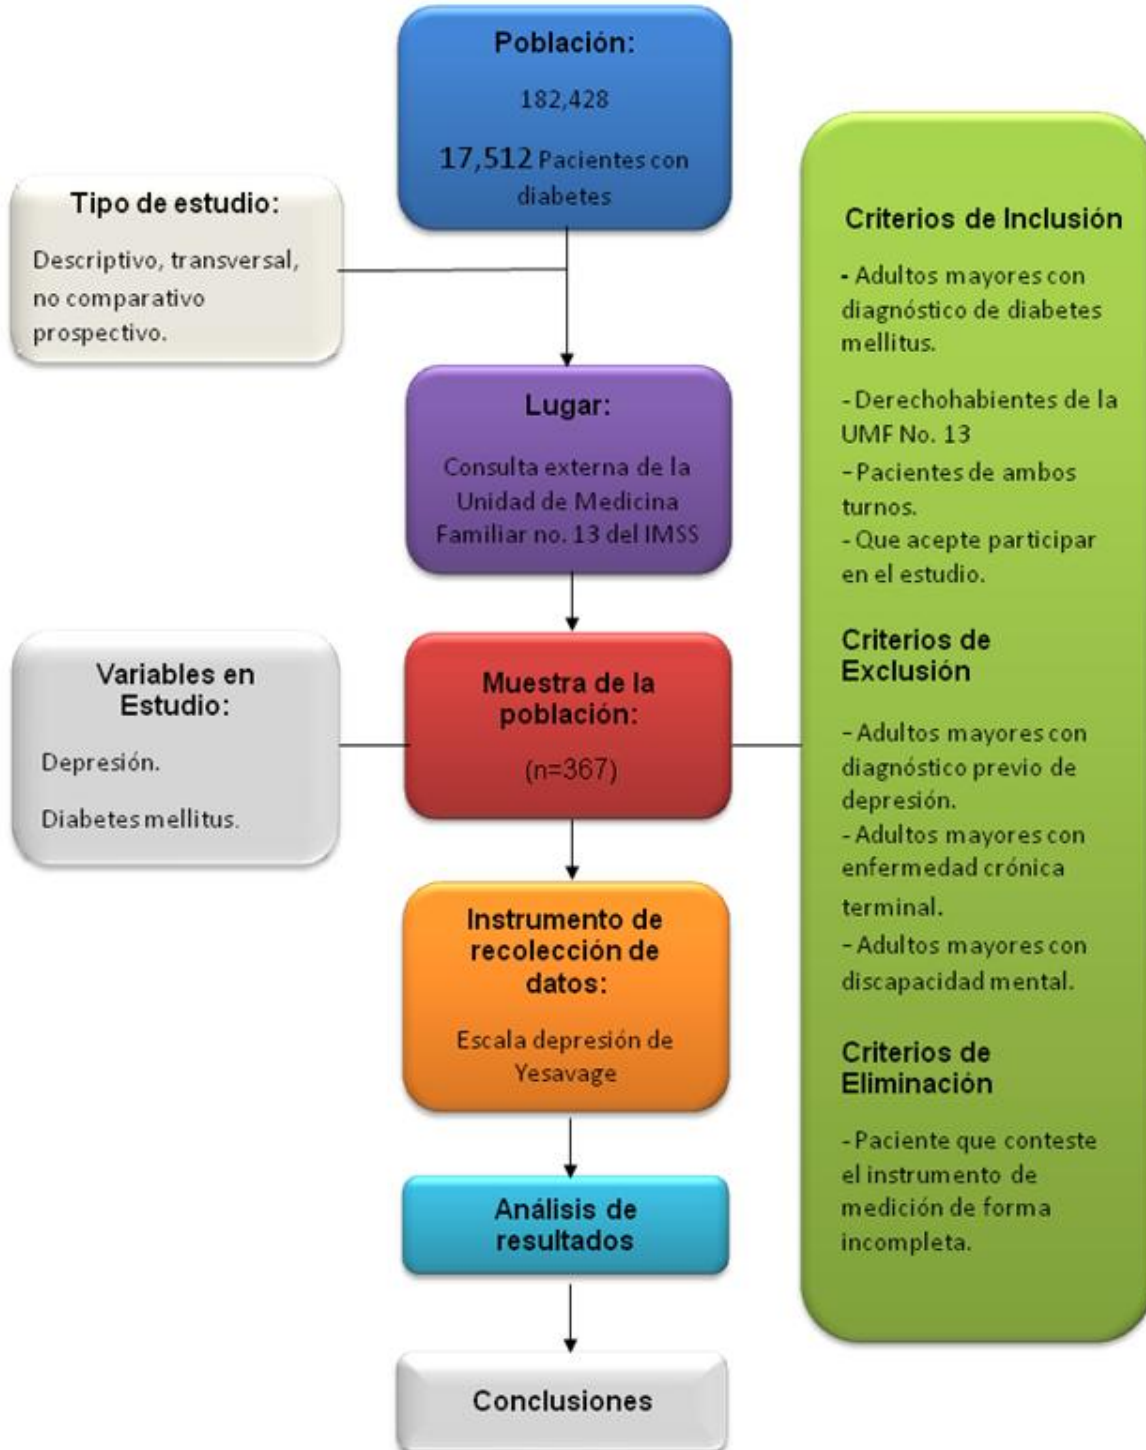 Población:
182,428
17,512 Pacientes con
diabetes
Tipo de estudio:
Descriptivo, transversal,
no comparativo
prospectivo.
Lugar:
Consulta externa de la
Unidad de Medicina
Familiar no. 13 del IMSS
Variables en
Estudio:
Depresión.
Diabetes mellitus.
Muestra de la
población:
(n=367)
Criterios de Inclusión
- Adultos mayores con
diagnóstico de diabetes
mellitus.
- Derechohabientes de la
UMF No. 13
- Pacientes de ambos
turnos.
- Que acepte participar
en el estudio.
Criterios de
Exclusión
- Adultos mayores con
diagnóstico previo de
depresión.
- Adultos mayores con
enfermedad crónica
terminal.
- Adultos mayores con
discapacidad mental.
Criterios de
Eliminación
- Paciente que conteste
el instrumento de
medición de forma
incompleta.
Instrumento de
recolección de
datos:
Escala depresión de
Yesavage
Análisis de
resultados
Conclusiones